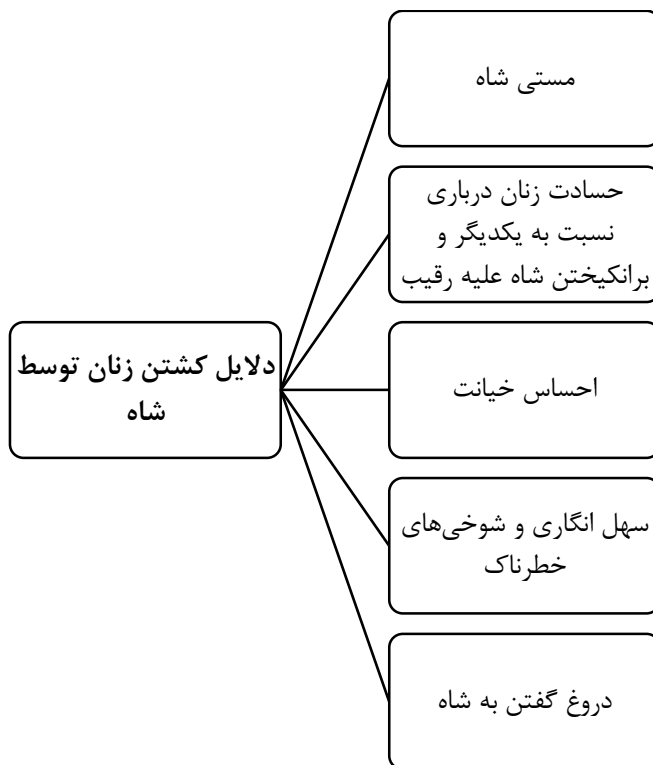 مستی شاه
حسادت زنان درباری
نسبت به یکدیگر و
برانکیختن شاه علیه رقیب
دلایل کشتن زنان توسط
شاه
احساس خیانت
سهل انگاری و شوخی‌های
خطرناک
دروغ گفتن به شاه